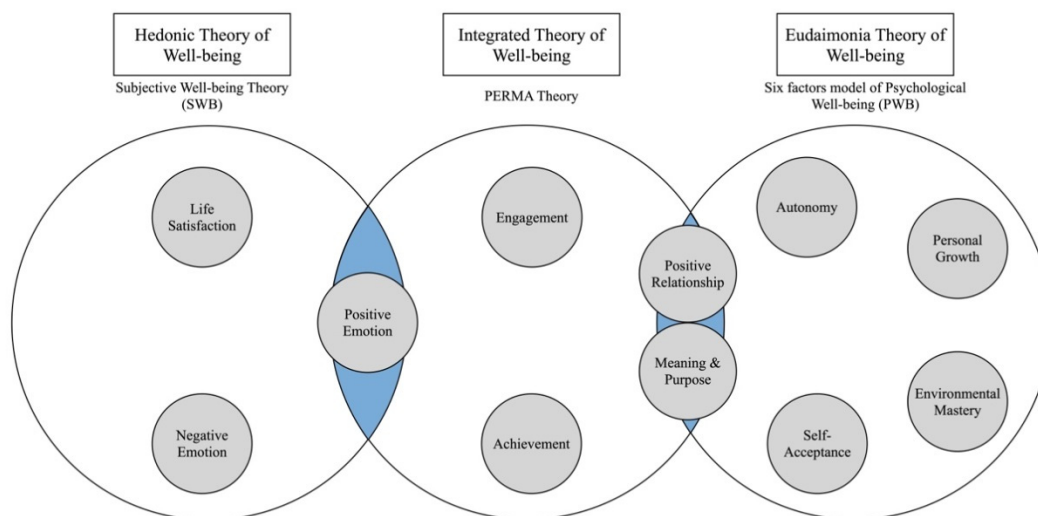 Hedonic Theory of
Well-being
Subjective Well-being Theory
(SWB)
Integrated Theory of
Well-being
PERMA Theory
Eudaimonia Theory of
Well-being
Six factors model of Psychological
Well-being (PWB)
Life
Satisfaction
Positive
Emotion
Negative
Emotion
Engagement
Achievement
Positive
Relationship
Meaning &
Purpose
Autonomy
Personal
Growth
Environmental
Mastery
Self-
Acceptance